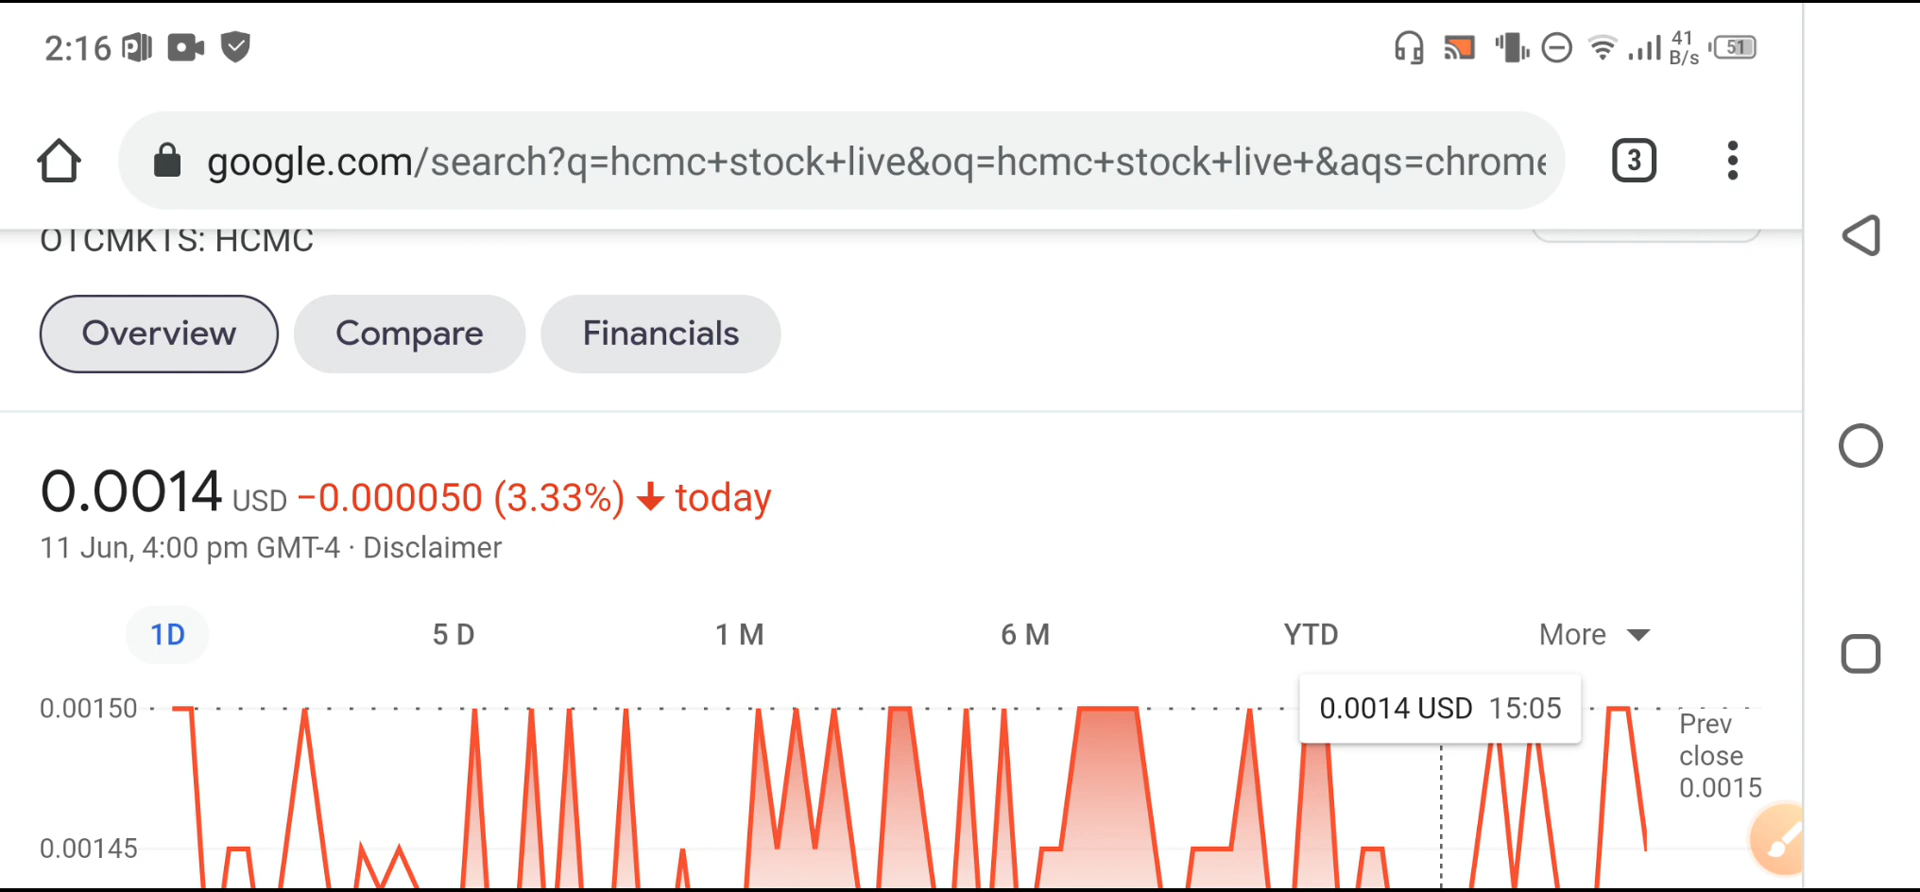 2:16
41
B/s
51
google.com/search?q=hcmc+stock+live&oq=hcmc+stock+live+&aqs=chrome
3
OTCMKTS: HCMC
Overview Compare Financials
0.0014 USD −0.000050 (3.33%) ↓ today
11 Jun, 4:00 pm GMT-4 · Disclaimer
1D 5 D 1 M 6 M YTD More
0.00150
0.0014 USD 15:05
Prev
close
0.0015
0.00145